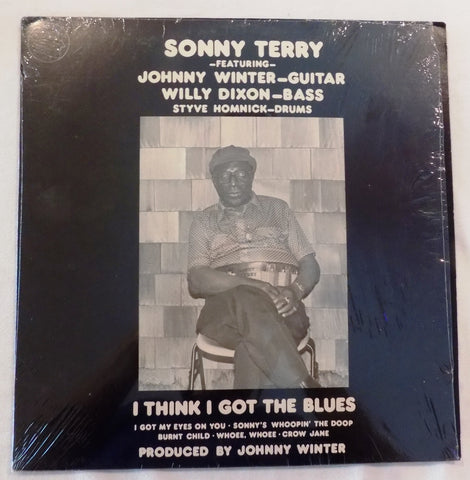 SONNY TERRY
–FEATURING–
JOHNNY WINTER–GUITAR
WILLY DIXON–BASS
STYVE HOMNICK–DRUMS
I THINK I GOT THE BLUES
I GOT MY EYES ON YOU · SONNY'S WHOOPIN' THE DOOP
BURNT CHILD · WHOEE, WHOEE · CROW JANE
PRODUCED BY JOHNNY WINTER